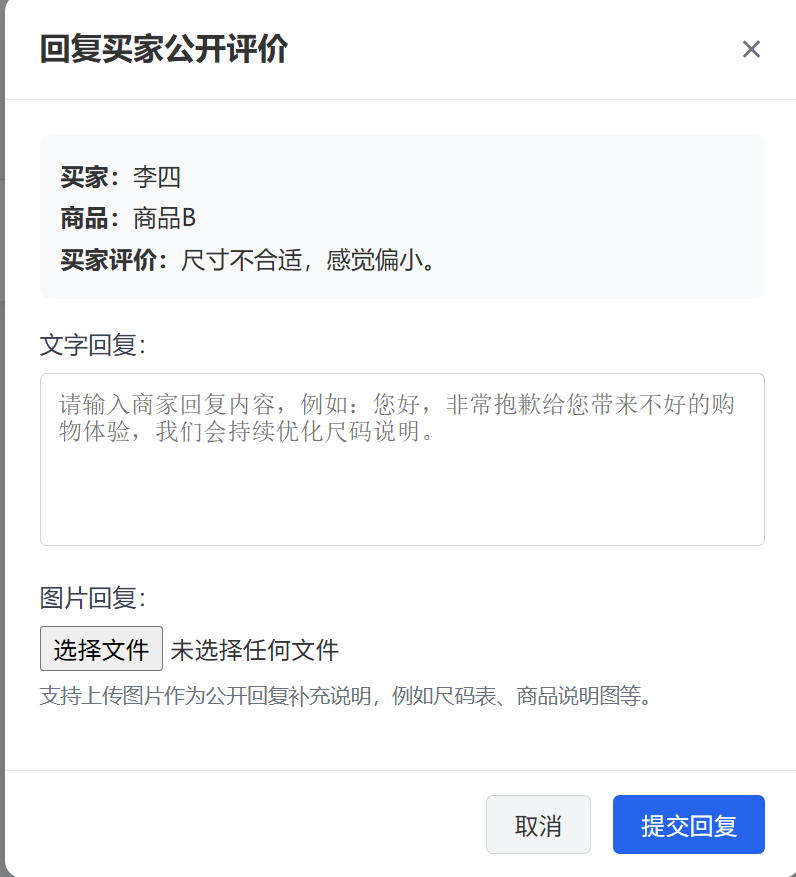 回复买家公开评价
×
买家：李四
商品：商品B
买家评价：尺寸不合适，感觉偏小。
文字回复：
请输入商家回复内容，例如：您好，非常抱歉给您带来不好的购
物体验，我们会持续优化尺码说明。
图片回复：
选择文件 未选择任何文件
支持上传图片作为公开回复补充说明，例如尺码表、商品说明图等。
取消 提交回复